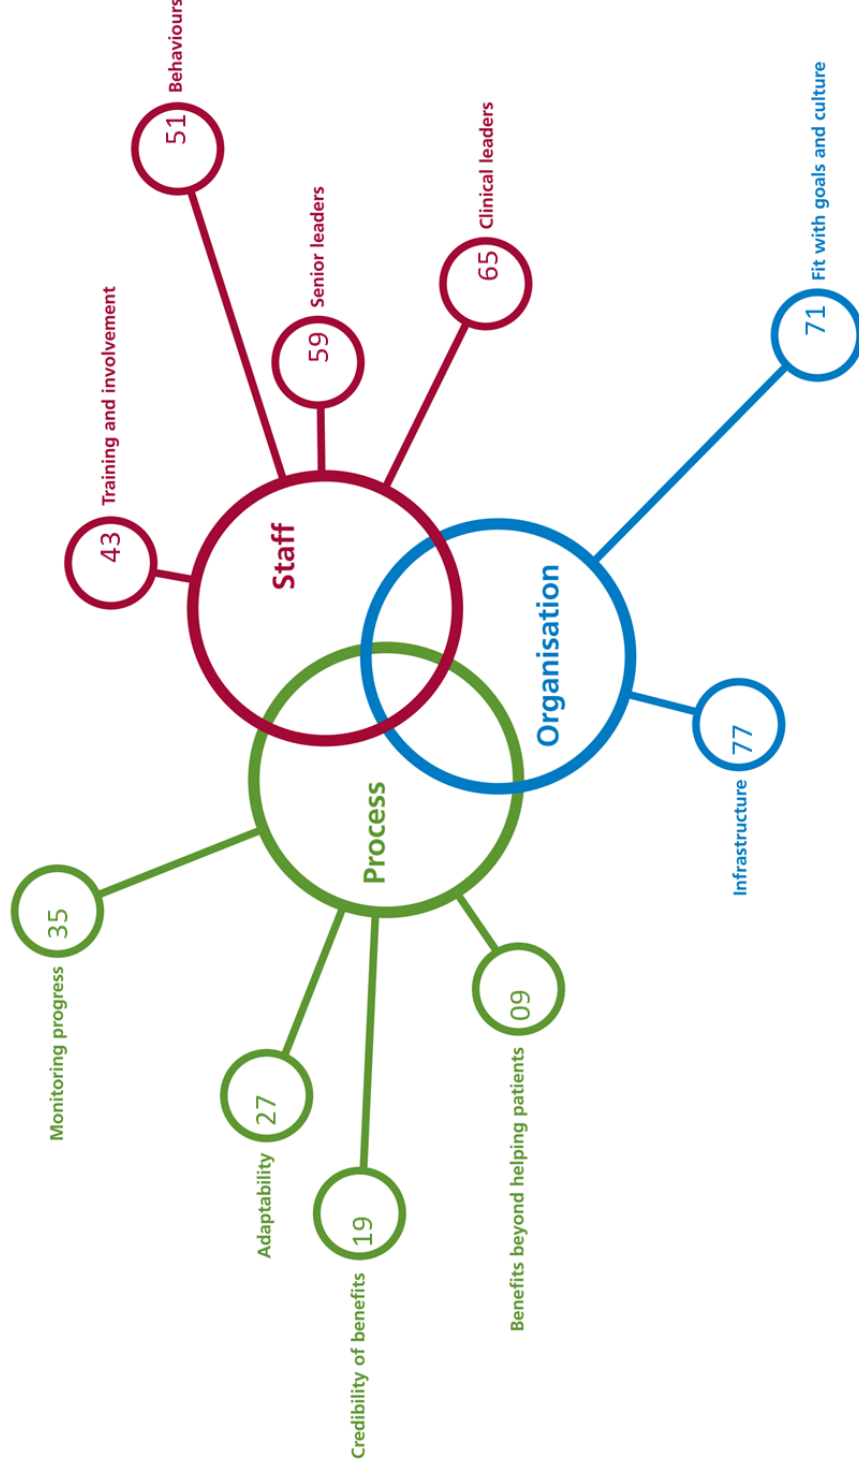 Monitoring progress
35
Adaptability
27
Credibility of benefits
19
Benefits beyond helping patients
09
Process
Training and involvement
43
Behaviours
51
Senior leaders
59
Clinical leaders
65
Staff
Organisation
Fit with goals and culture
71
Infrastructure
77